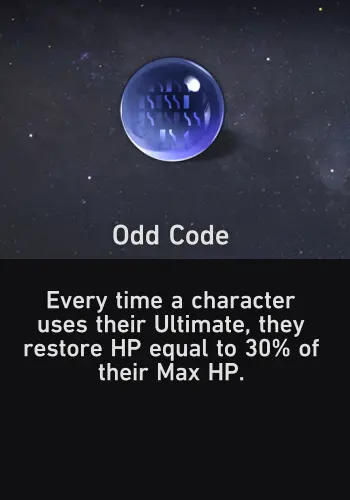 Odd Code
Every time a character
uses their Ultimate, they
restore HP equal to 30% of
their Max HP.